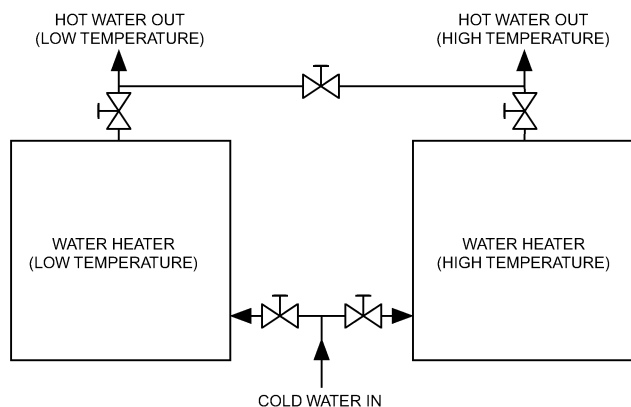 HOT WATER OUT
(LOW TEMPERATURE)
HOT WATER OUT
(HIGH TEMPERATURE)
WATER HEATER
(LOW TEMPERATURE)
WATER HEATER
(HIGH TEMPERATURE)
COLD WATER IN